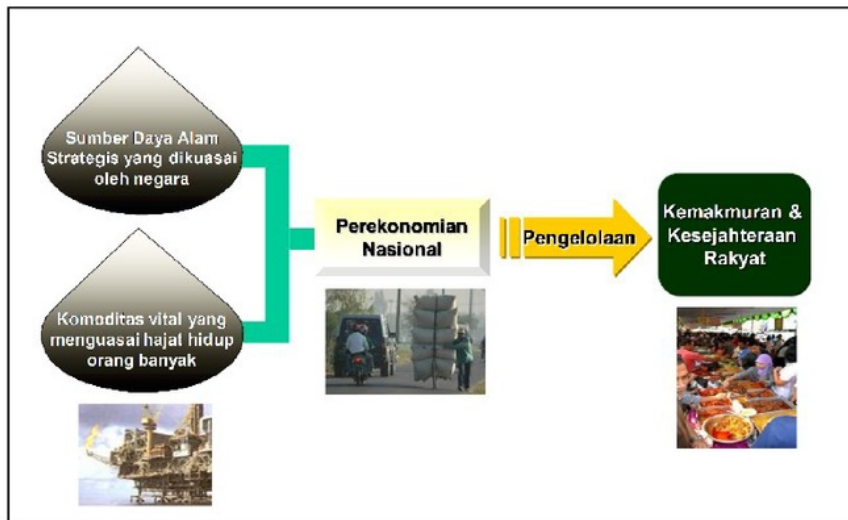 Sumber Daya Alam
Strategis yang dikuasai
oleh negara
Komoditas vital yang
menguasai hajat hidup
orang banyak
Perekonomian
Nasional
Pengelolaan
Kemakmuran &
Kesejahteraan
Rakyat